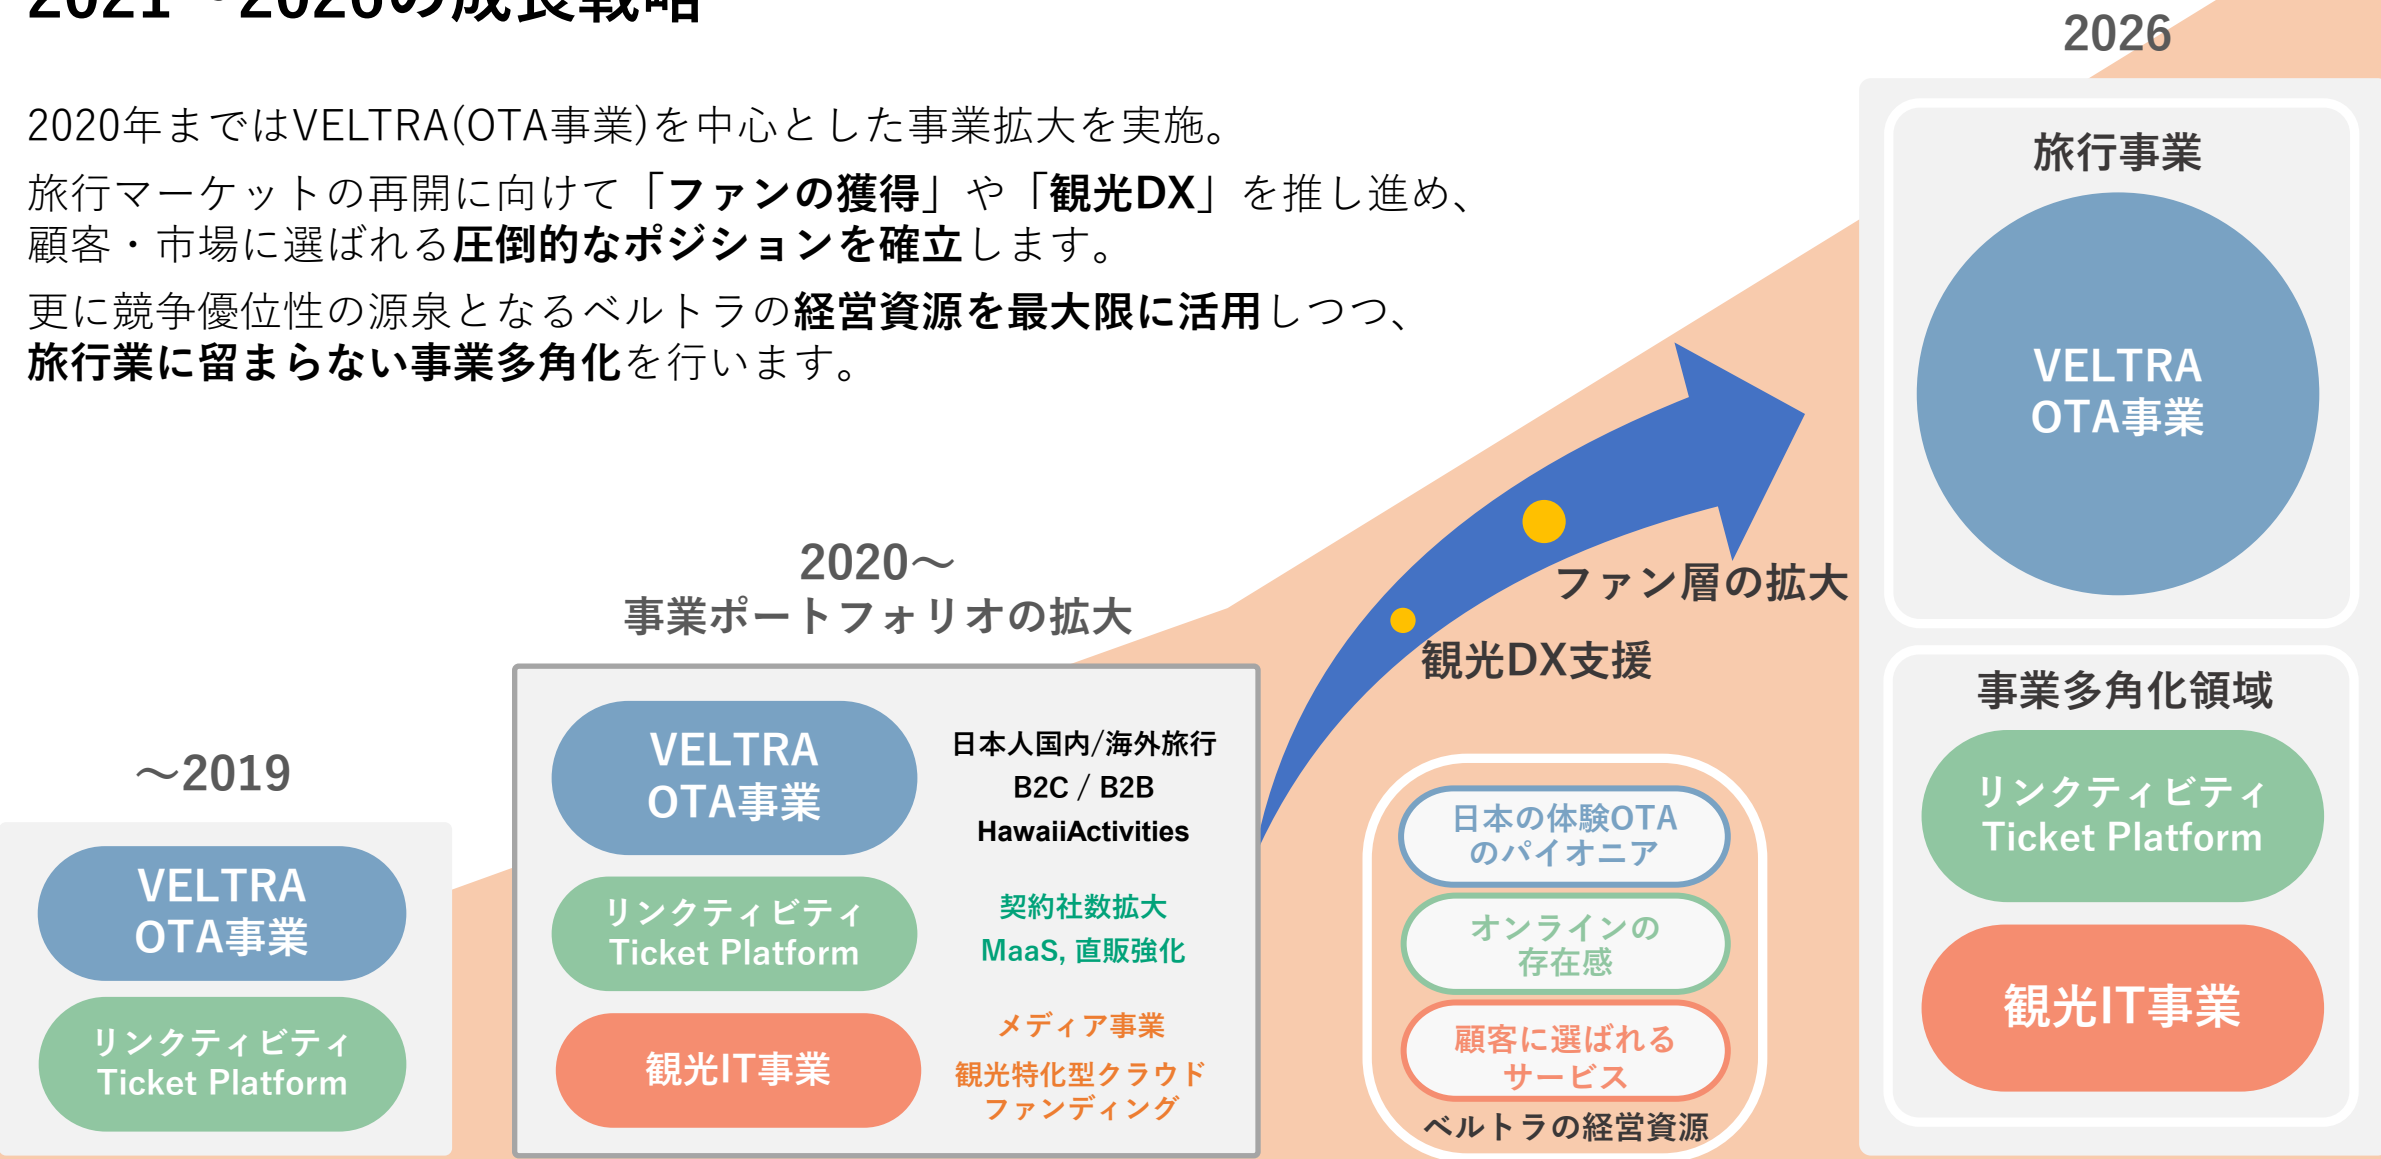 2021～2026の成長戦略
2020年まではVELTRA(OTA事業)を中心とした事業拡大を実施。
旅行マーケットの再開に向けて「ファンの獲得」や「観光DX」を推し進め、
顧客・市場に選ばれる圧倒的なポジションを確立します。
更に競争優位性の源泉となるベルトラの経営資源を最大限に活用しつつ、
旅行業に留まらない事業多角化を行います。
～2019
VELTRA
OTA事業
リンクティビティ
Ticket Platform
2020～
事業ポートフォリオの拡大
VELTRA
OTA事業
日本人国内/海外旅行
B2C / B2B
HawaiiActivities
リンクティビティ
Ticket Platform
契約社数拡大
MaaS, 直販強化
観光IT事業
メディア事業
観光特化型クラウド
ファンディング
ファン層の拡大
観光DX支援
日本の体験OTA
のパイオニア
オンラインの
存在感
顧客に選ばれる
サービス
ベルトラの経営資源
2026
旅行事業
VELTRA
OTA事業
事業多角化領域
リンクティビティ
Ticket Platform
観光IT事業